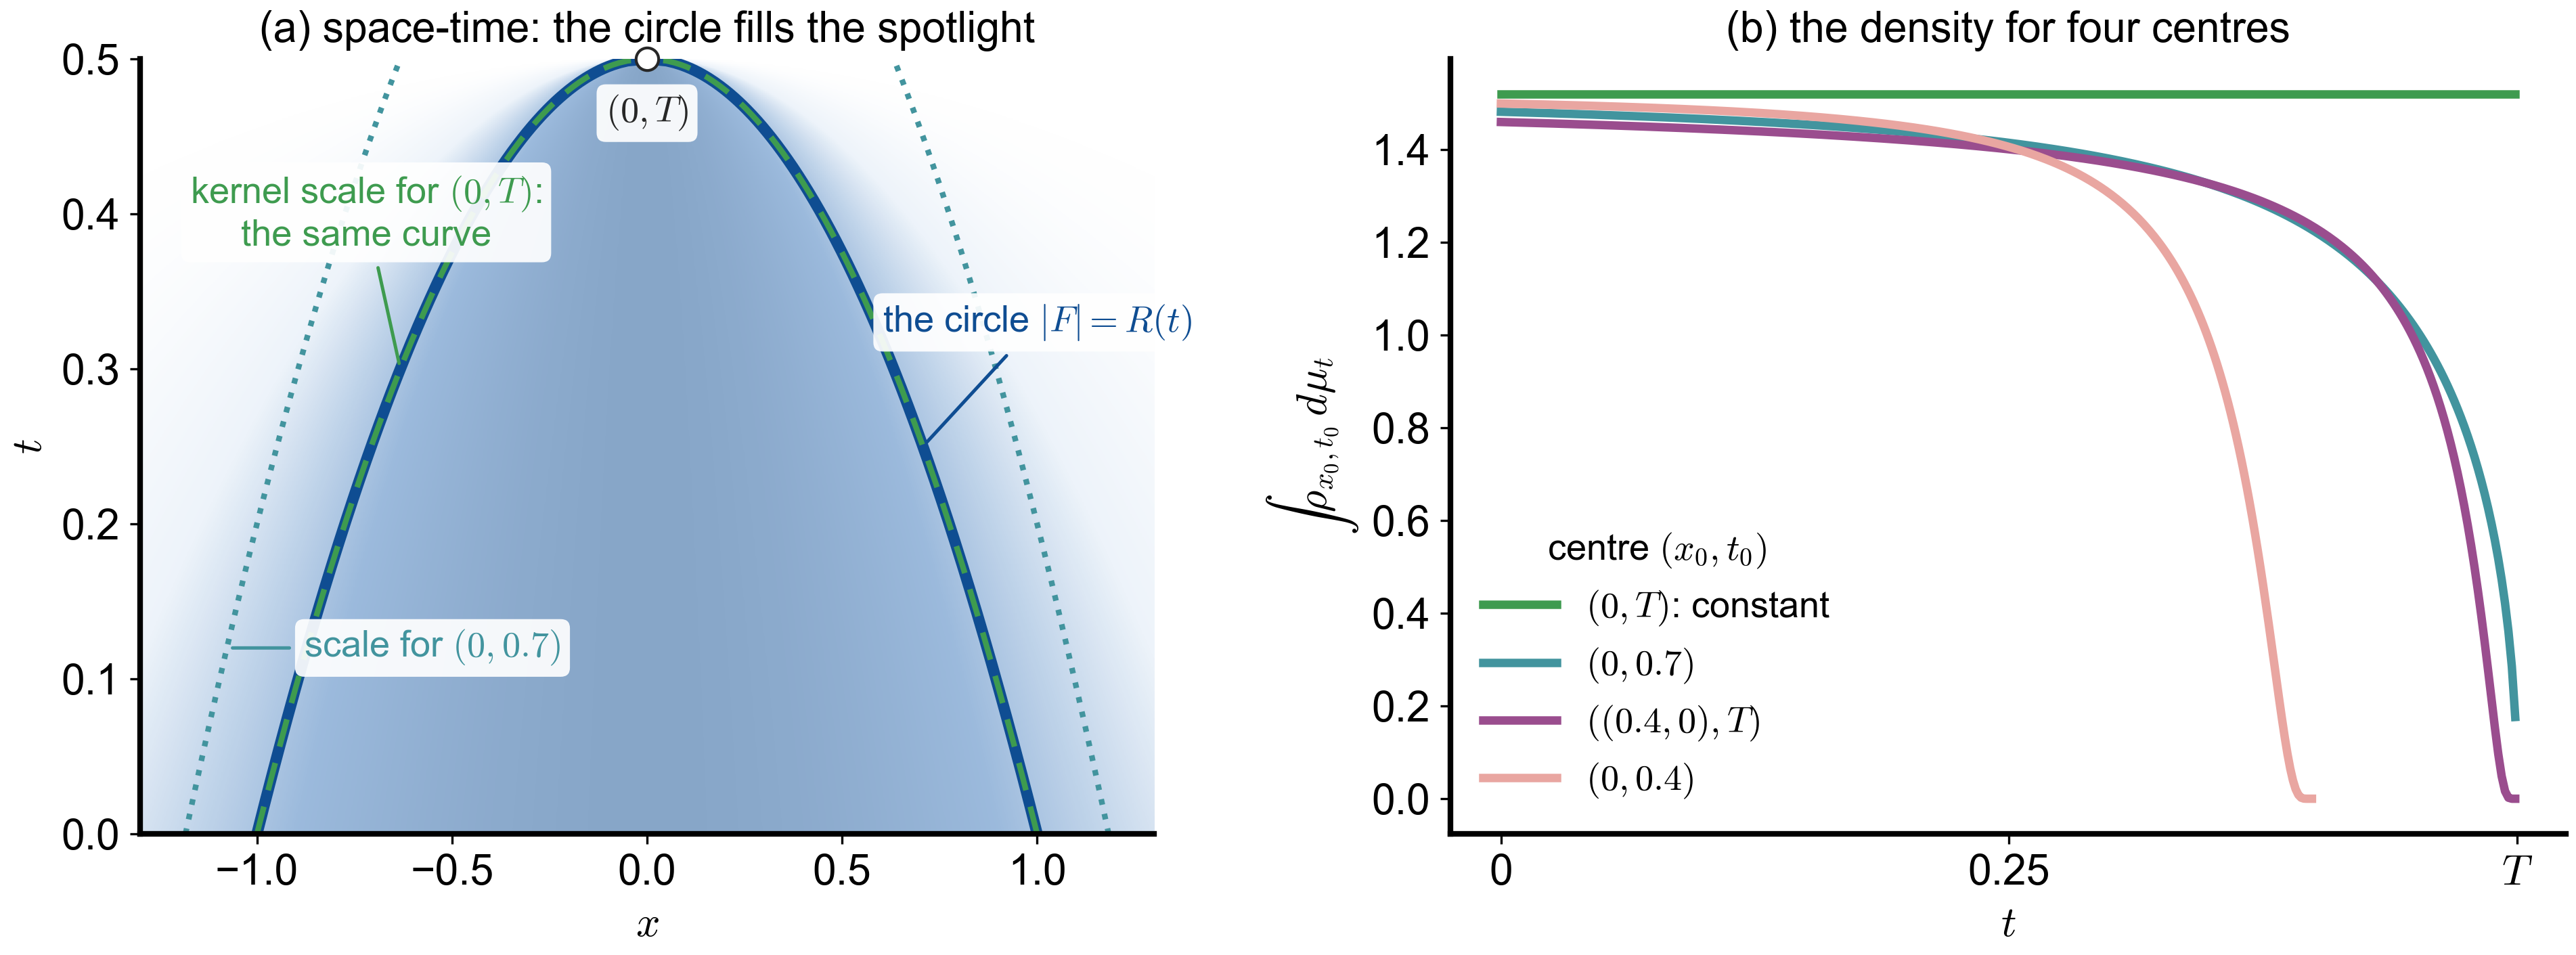 (a) space-time: the circle fills the spotlight
0.5
0.4
0.3
0.2
0.1
0.0
t
(0, T)
kernel scale for (0, T):
the same curve
the circle |F| = R(t)
scale for (0, 0.7)
−1.0
−0.5
0.0
0.5
1.0
x
(b) the density for four centres
1.4
1.2
1.0
0.8
0.6
0.4
0.2
0.0
∫ρ_{x_0, t_0} dμ_t
centre (x_0, t_0)
(0, T): constant
(0, 0.7)
((0.4, 0), T)
(0, 0.4)
0
0.25
T
t